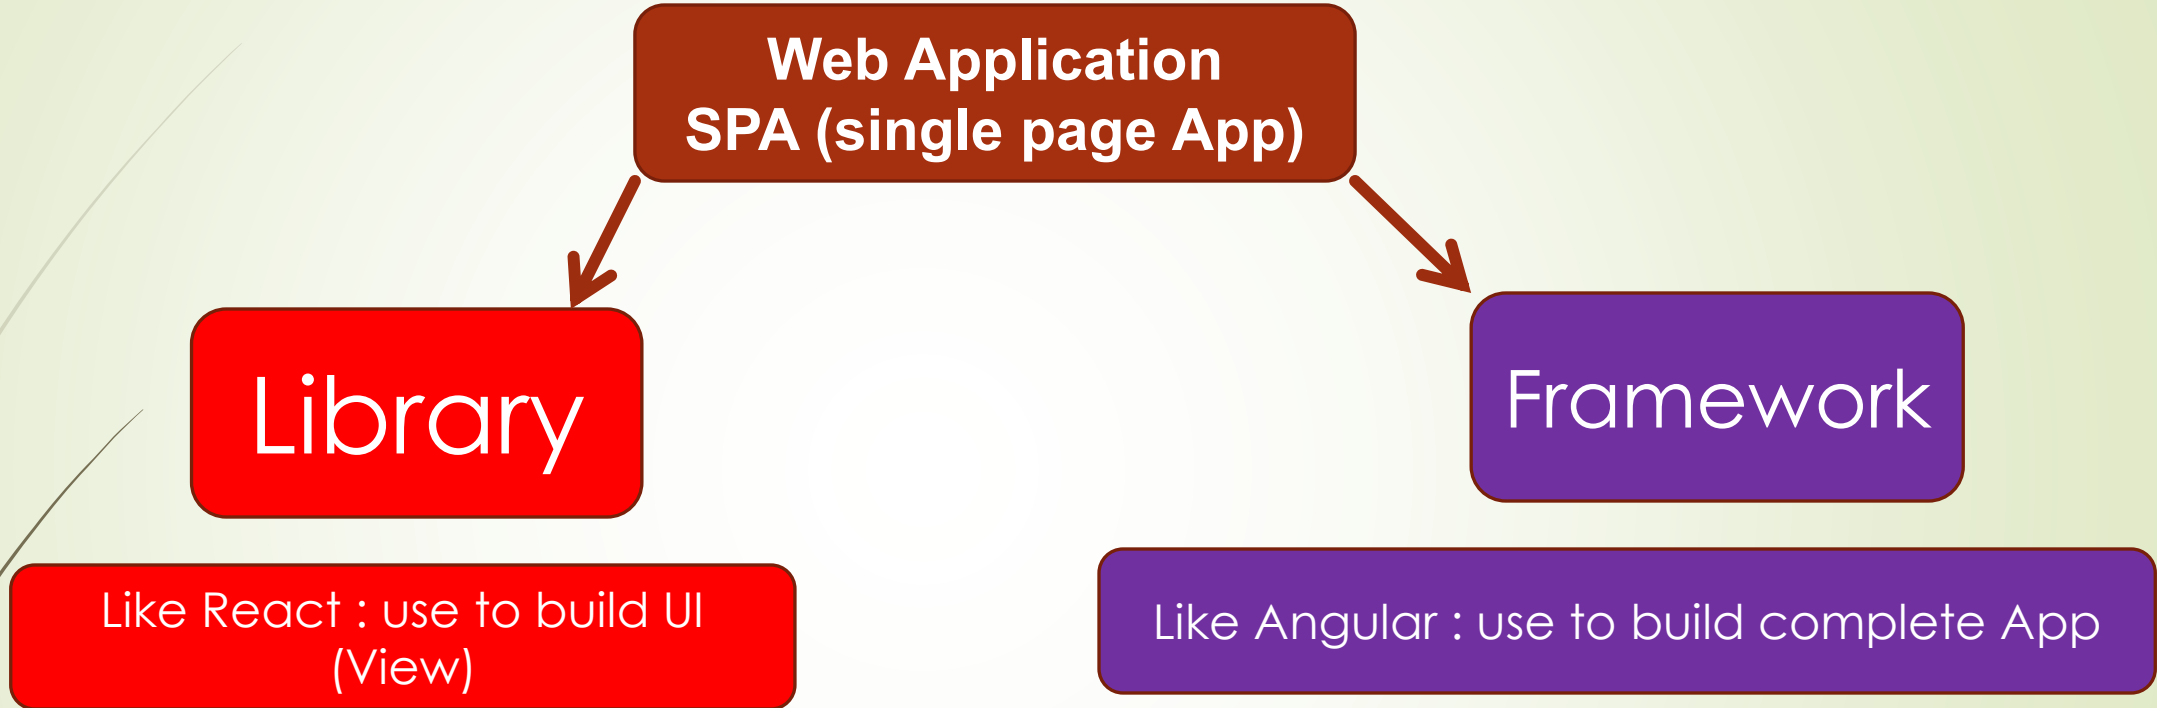 Web Application
SPA (single page App)
Library
Framework
Like React : use to build UI
(View)
Like Angular : use to build complete App